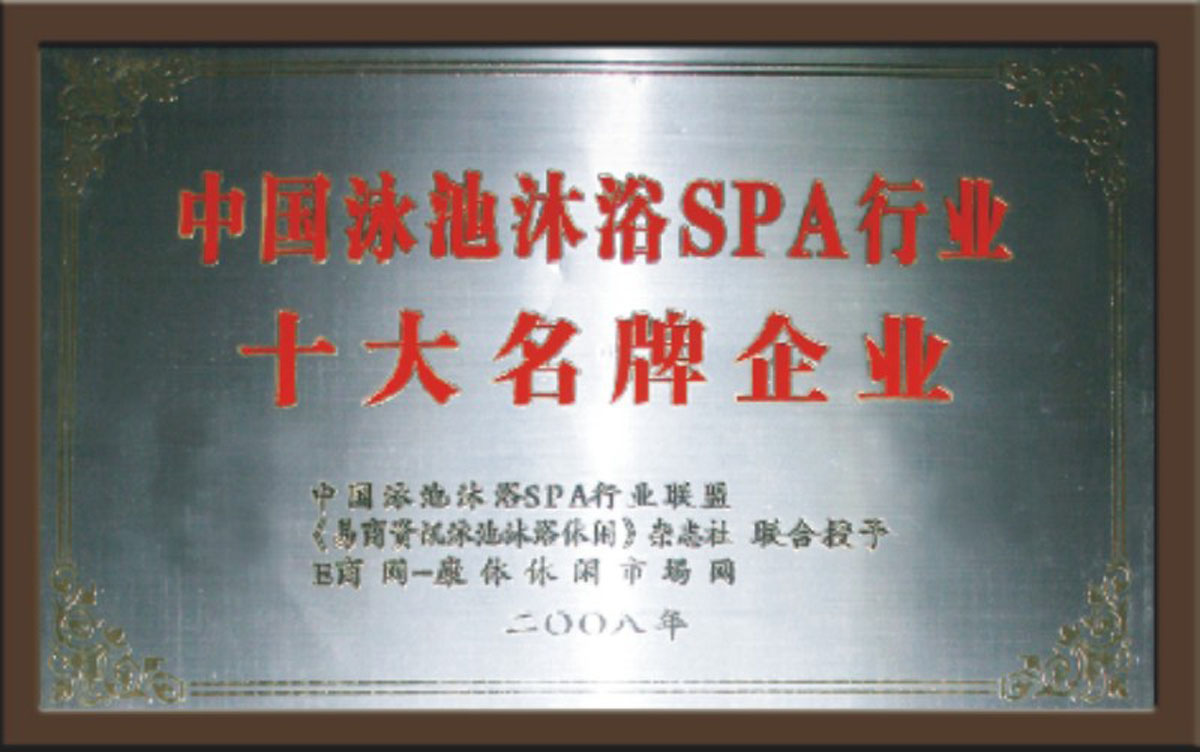 中国泳池沐浴SPA行业
十大名牌企业
中国泳池沐浴SPA行业联盟
《易商资讯泳池沐浴休闲》杂志社 联合授予
E商网-康体休闲市场网
二〇〇八年